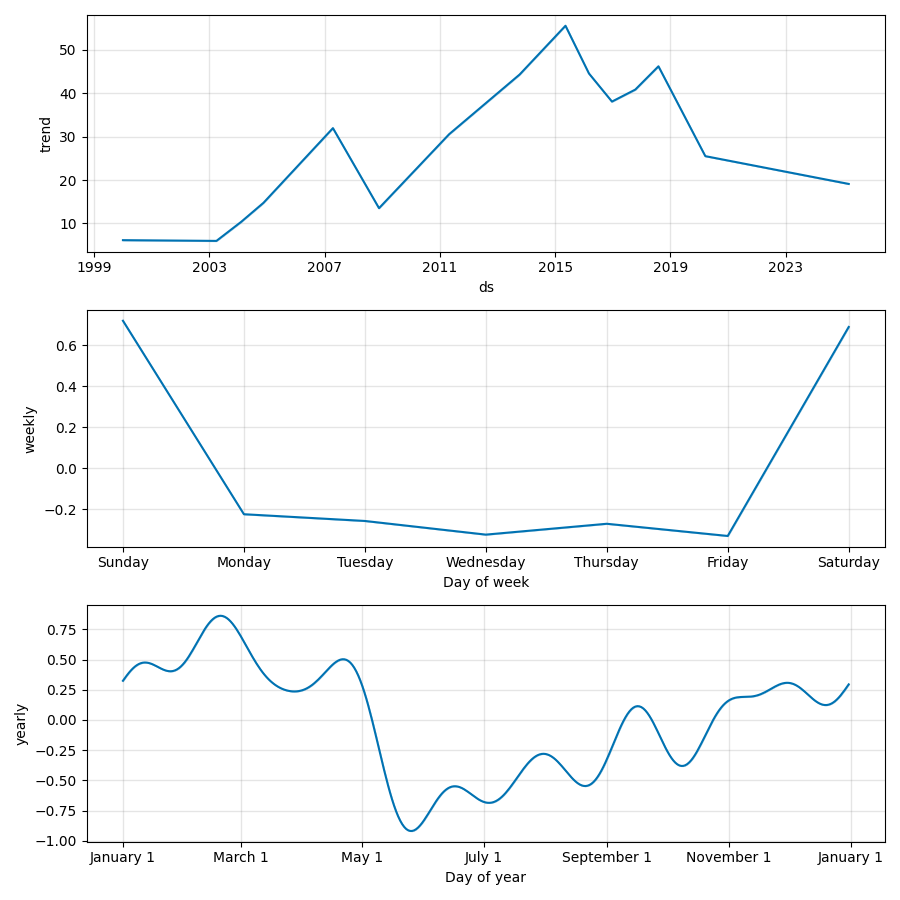 50
40
30
20
10
trend
1999 2003 2007 2011 2015 2019 2023
ds
0.6
0.4
0.2
0.0
−0.2
weekly
Sunday Monday Tuesday Wednesday Thursday Friday Saturday
Day of week
0.75
0.50
0.25
0.00
−0.25
−0.50
−0.75
−1.00
yearly
January 1 March 1 May 1 July 1 September 1 November 1 January 1
Day of year